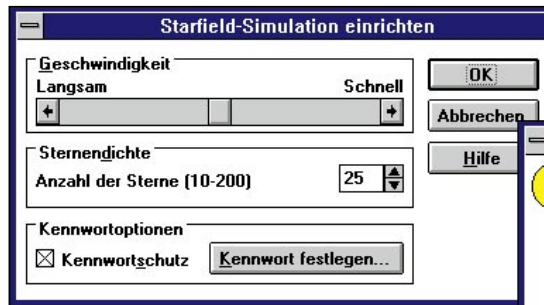 Starfield-Simulation einrichten
Geschwindigkeit
Langsam Schnell
OK
Abbrechen
Sternendichte
Anzahl der Sterne (10-200) 25
Hilfe
Kennwortoptionen
Kennwortschutz Kennwort festlegen...